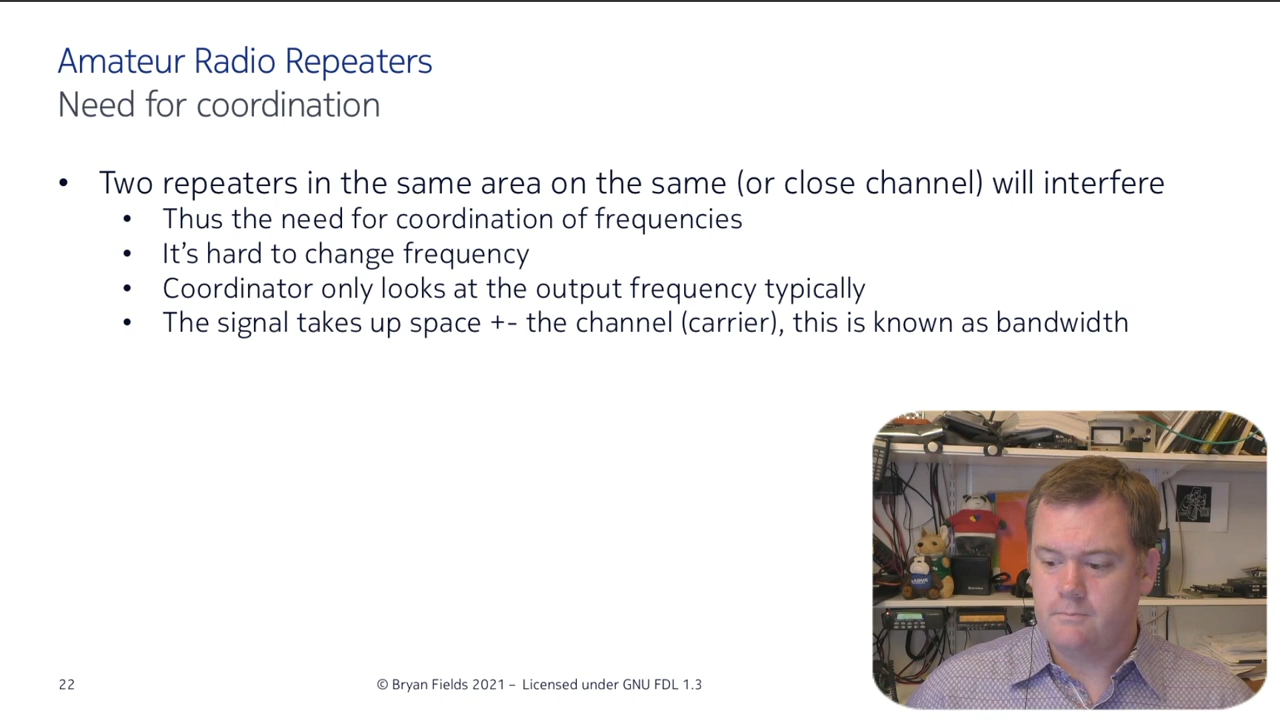 Amateur Radio Repeaters
Need for coordination
• Two repeaters in the same area on the same (or close channel) will interfere
• Thus the need for coordination of frequencies
• It’s hard to change frequency
• Coordinator only looks at the output frequency typically
• The signal takes up space +- the channel (carrier), this is known as bandwidth
22
© Bryan Fields 2021 – Licensed under GNU FDL 1.3